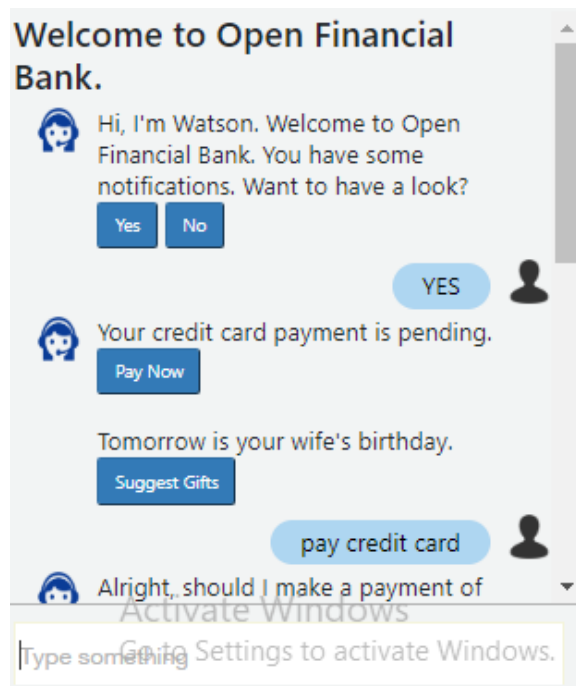 Welcome to Open Financial
Bank.
Hi, I'm Watson. Welcome to Open
Financial Bank. You have some
notifications. Want to have a look?
Yes No
YES
Your credit card payment is pending.
Pay Now
Tomorrow is your wife's birthday.
Suggest Gifts
pay credit card
Alright, should I make a payment of
Activate Windows
Type something
Go to Settings to activate Windows.